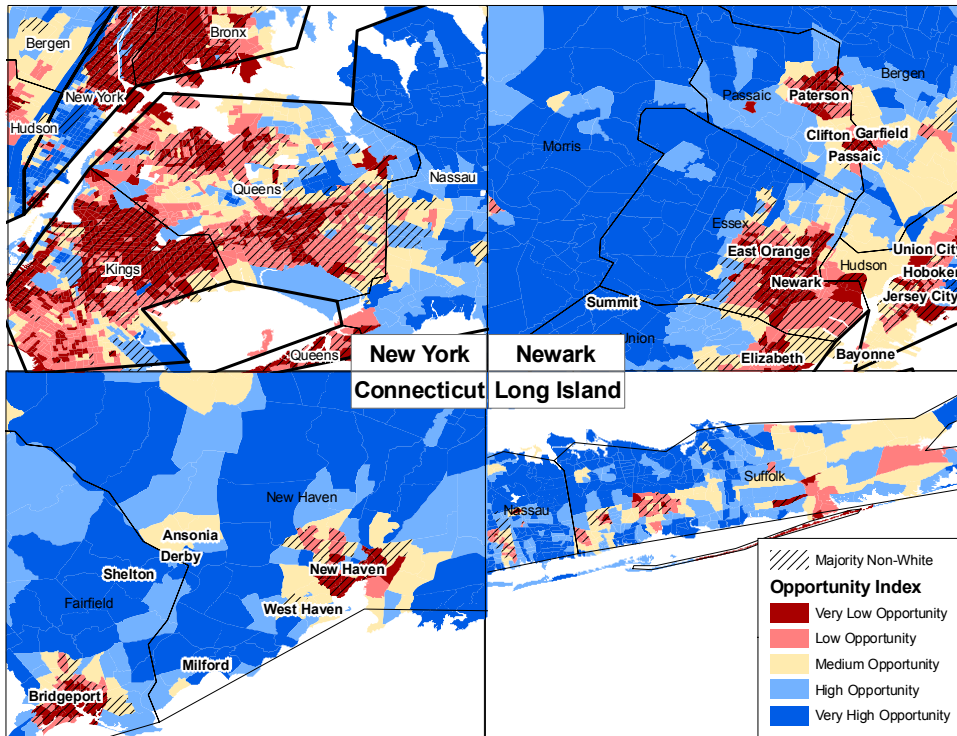 Bergen
Bronx
New York
Hudson
Queens
Nassau
Kings
Queens
New York
Bergen
Passaic
Paterson
Clifton
Garfield
Passaic
Morris
Essex
East Orange
Union City
Hudson
Hoboken
Newark
Jersey City
Summit
Union
Elizabeth
Bayonne
Newark
Connecticut
New Haven
Ansonia
Derby
Shelton
New Haven
Fairfield
West Haven
Milford
Bridgeport
Long Island
Suffolk
Nassau
Majority Non-White
Opportunity Index
Very Low Opportunity
Low Opportunity
Medium Opportunity
High Opportunity
Very High Opportunity